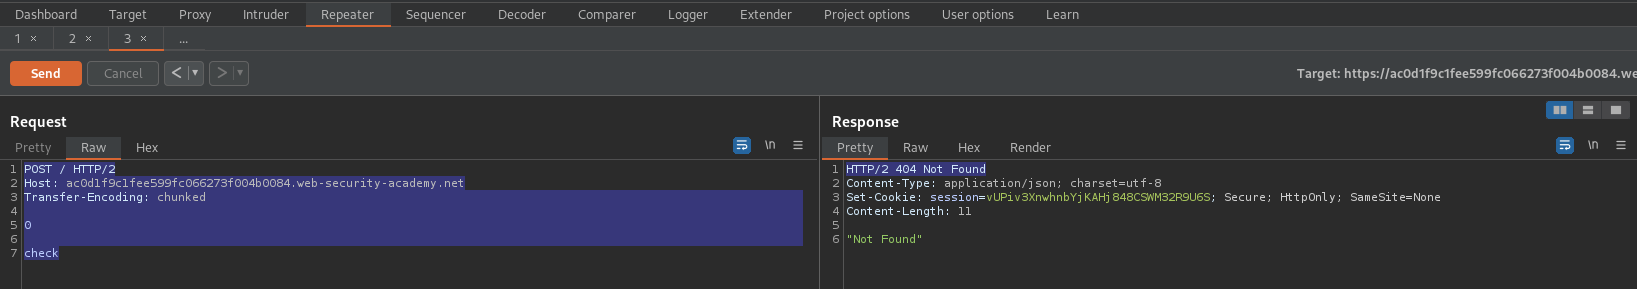 Dashboard Target Proxy Intruder Repeater Sequencer Decoder Comparer Logger Extender Project options User options Learn
1 × 2 × 3 × ...
Send Cancel < ▾ > ▾ Target: https://ac0d1f9c1fee599fc066273f004b0084.we
Request
Pretty Raw Hex \n
1 POST / HTTP/2
2 Host: ac0d1f9c1fee599fc066273f004b0084.web-security-academy.net
3 Transfer-Encoding: chunked
4
5 0
6
7 check
Response
Pretty Raw Hex Render \n
1 HTTP/2 404 Not Found
2 Content-Type: application/json; charset=utf-8
3 Set-Cookie: session=vUPiv3XnwhnbYjKAHj848CSWM32R9U6S; Secure; HttpOnly; SameSite=None
4 Content-Length: 11
5
6 "Not Found"